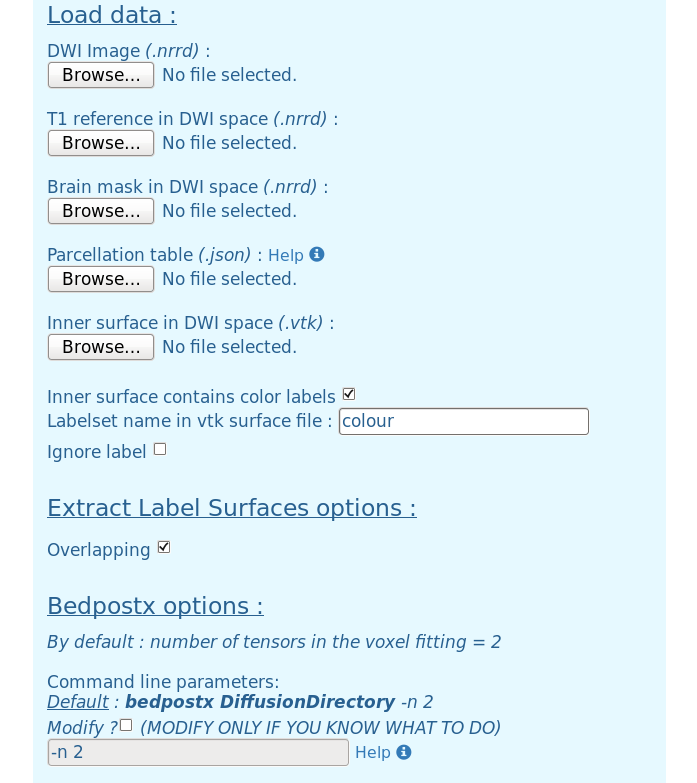 Load data :
DWI Image (.nrrd) :
Browse... No file selected.
T1 reference in DWI space (.nrrd) :
Browse... No file selected.
Brain mask in DWI space (.nrrd) :
Browse... No file selected.
Parcellation table (.json) : Help
Browse... No file selected.
Inner surface in DWI space (.vtk) :
Browse... No file selected.
Inner surface contains color labels
Labelset name in vtk surface file : colour
Ignore label
Extract Label Surfaces options :
Overlapping
Bedpostx options :
By default : number of tensors in the voxel fitting = 2
Command line parameters:
Default : bedpostx DiffusionDirectory -n 2
Modify ? (MODIFY ONLY IF YOU KNOW WHAT TO DO)
-n 2 Help